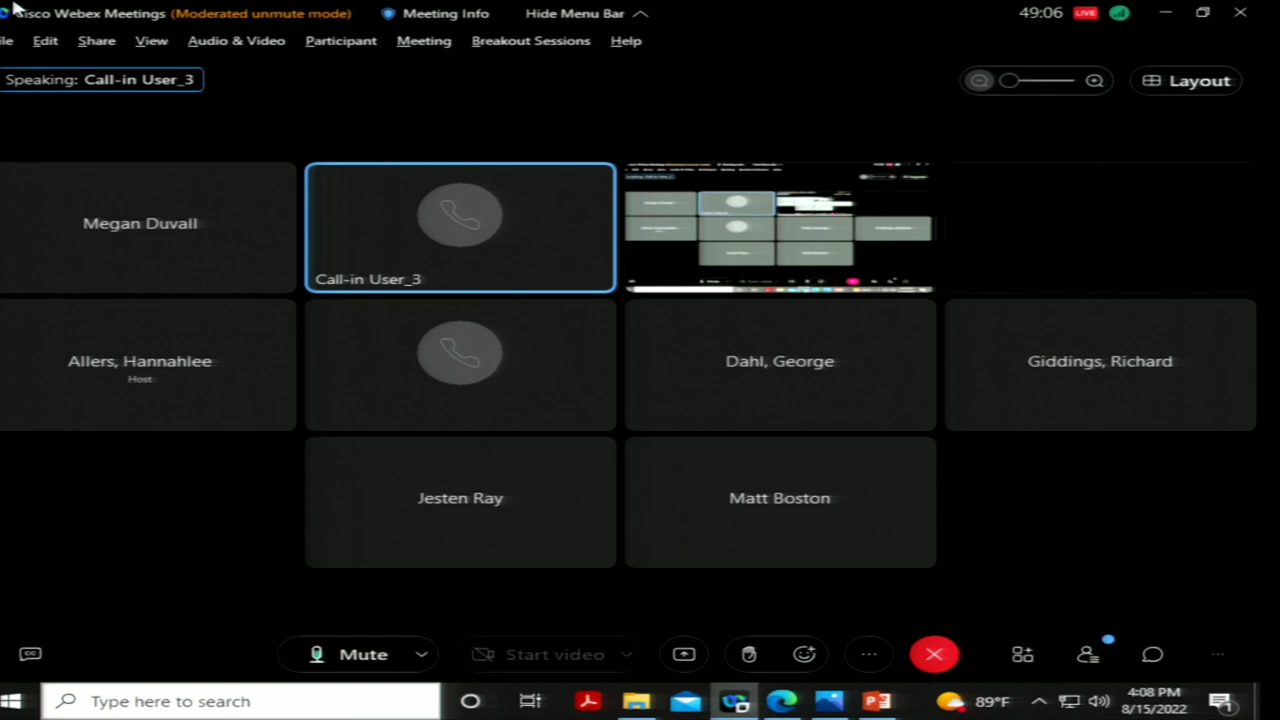 isco Webex Meetings (Moderated unmute mode) Meeting Info Hide Menu Bar 49:06 LIVE
ile Edit Share View Audio & Video Participant Meeting Breakout Sessions Help
Speaking: Call-in User_3 Layout
Megan Duvall
Call-in User_3
Allers, Hannahlee
Host
Dahl, George
Giddings, Richard
Jesten Ray
Matt Boston
CC Mute Start video
Type here to search 89°F 4:08 PM
8/15/2022 1